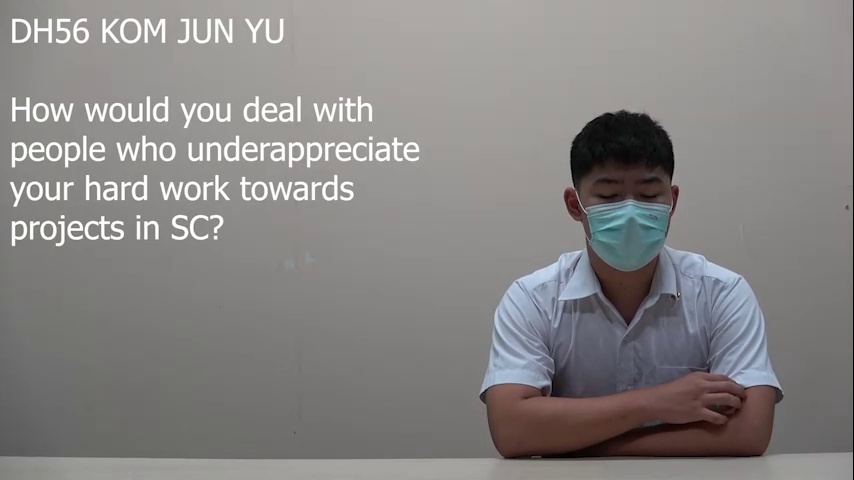 DH56 KOM JUN YU
How would you deal with
people who underappreciate
your hard work towards
projects in SC?